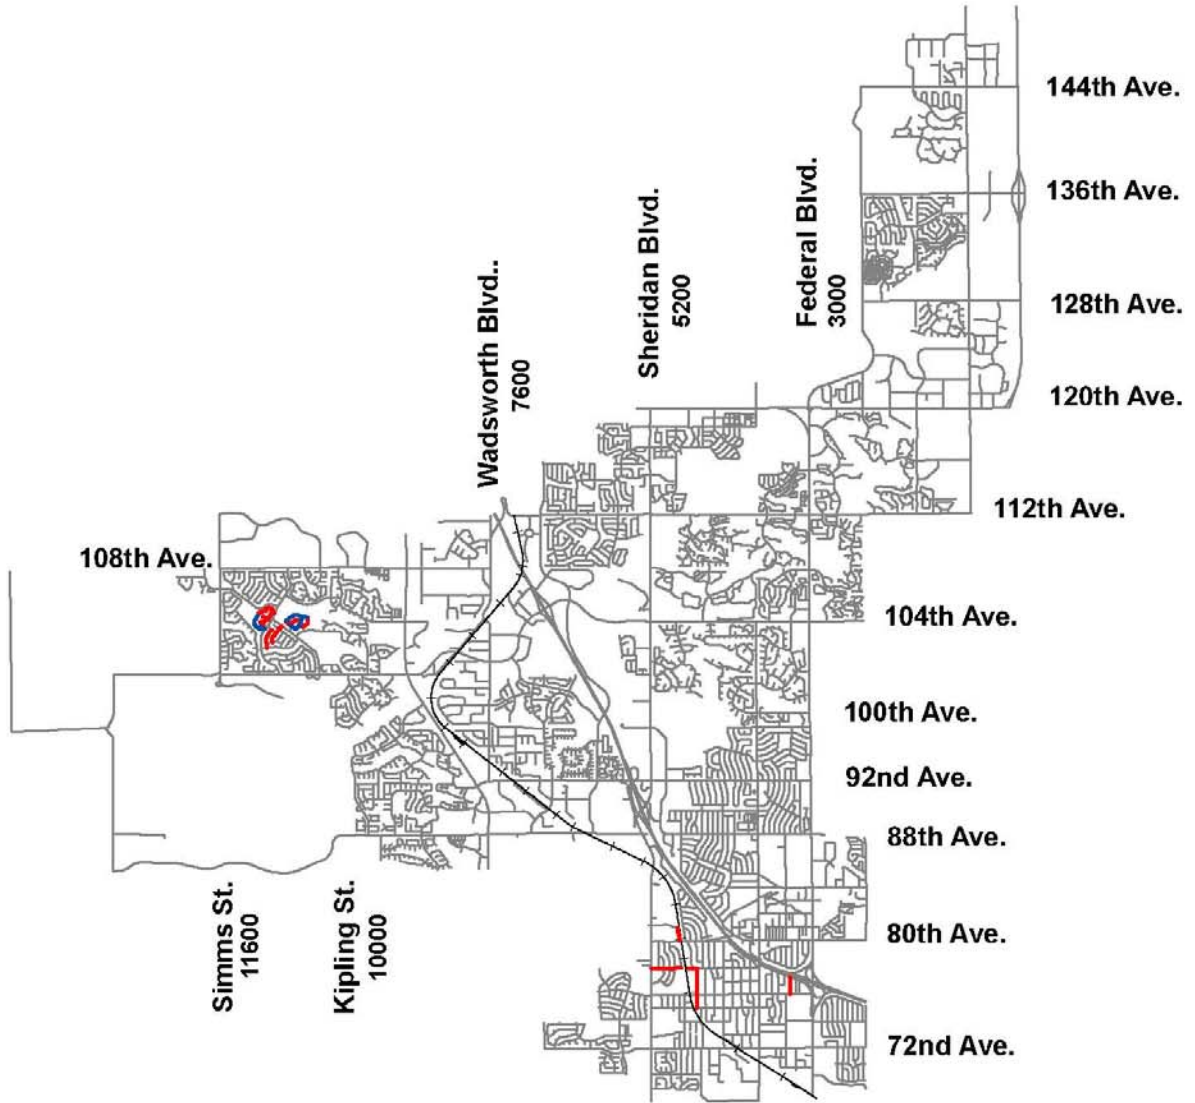 144th Ave.
136th Ave.
128th Ave.
120th Ave.
112th Ave.
108th Ave.
104th Ave.
100th Ave.
92nd Ave.
88th Ave.
80th Ave.
72nd Ave.
Federal Blvd.
3000
Sheridan Blvd.
5200
Wadsworth Blvd..
7600
Simms St.
11600
Kipling St.
10000